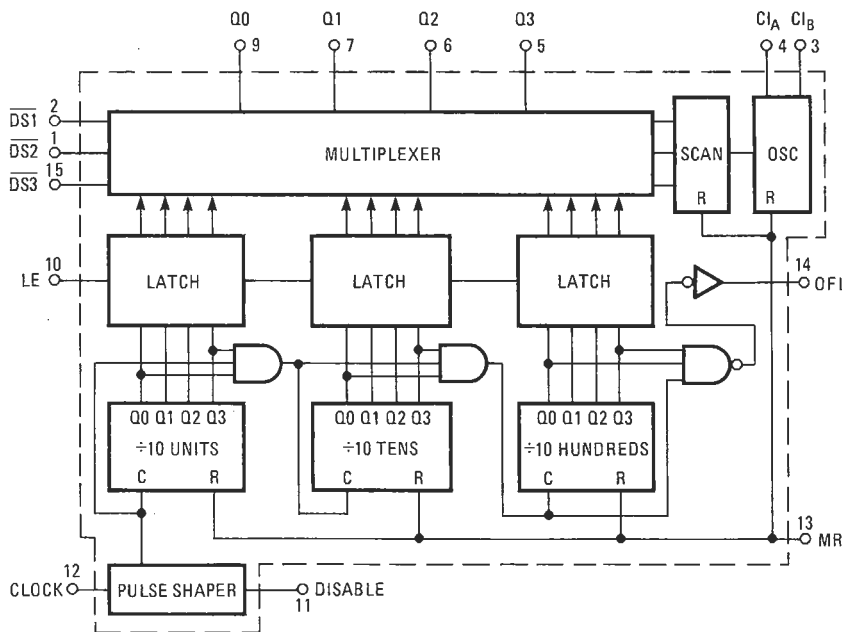 Q0 Q1 Q2 Q3 CIA CIB
9 7 6 5 4 3
DS1 2
DS2 1
DS3 15
MULTIPLEXER
SCAN
R
OSC
R
LE 10
LATCH
LATCH
LATCH
14
OFL
Q0 Q1 Q2 Q3
÷10 UNITS
C R
Q0 Q1 Q2 Q3
÷10 TENS
C R
Q0 Q1 Q2 Q3
÷10 HUNDREDS
C R
13
MR
CLOCK 12
PULSE SHAPER
11
DISABLE